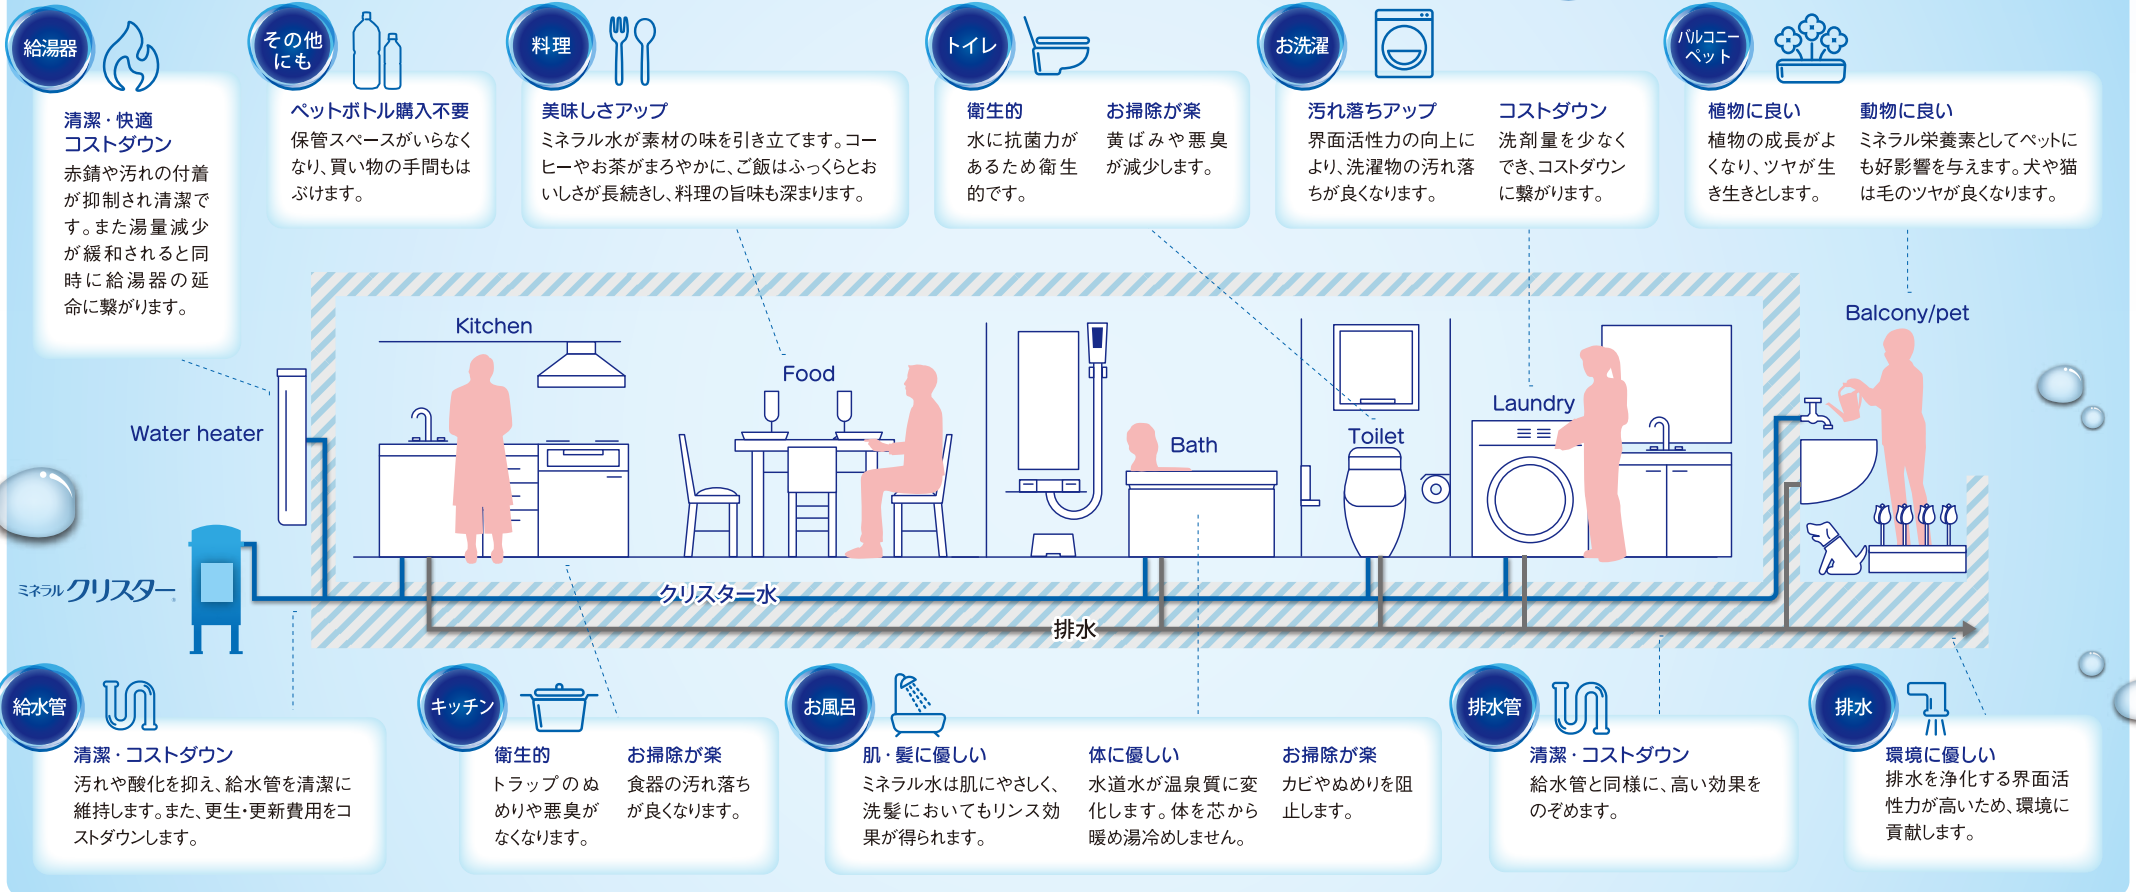 給湯器
清潔・快適
コストダウン
赤錆や汚れの付着
が抑制され清潔で
す。また湯量減少
が緩和されると同
時に給湯器の延
命に繋がります。
その他
にも
ペットボトル購入不要
保管スペースがいらなく
なり、買い物の手間もは
ぶけます。
料理
美味しさアップ
ミネラル水が素材の味を引き立てます。コー
ヒーやお茶がまろやかに、ご飯はふっくらとお
いしさが長続きし、料理の旨味も深まります。
トイレ
衛生的
水に抗菌力が
あるため衛生
的です。
お掃除が楽
黄ばみや悪臭
が減少します。
お洗濯
汚れ落ちアップ
界面活性力の向上に
より、洗濯物の汚れ落
ちが良くなります。
コストダウン
洗剤量を少なく
でき、コストダウン
に繋がります。
バルコニー
ペット
植物に良い
植物の成長がよ
くなり、ツヤが生
き生きとします。
動物に良い
ミネラル栄養素としてペットに
も好影響を与えます。犬や猫
は毛のツヤが良くなります。
Kitchen
Food
Bath
Toilet
Laundry
Balcony/pet
Water heater
ミネラルクリスター
クリスター水
排水
給水管
清潔・コストダウン
汚れや酸化を抑え、給水管を清潔に
維持します。また、更生・更新費用をコ
ストダウンします。
キッチン
衛生的
トラップのぬ
めりや悪臭が
なくなります。
お掃除が楽
食器の汚れ落ち
が良くなります。
お風呂
肌・髪に優しい
ミネラル水は肌にやさしく、
洗髪においてもリンス効
果が得られます。
体に優しい
水道水が温泉質に変
化します。体を芯から
暖め湯冷めしません。
お掃除が楽
カビやぬめりを阻
止します。
排水管
清潔・コストダウン
給水管と同様に、高い効果を
のぞめます。
排水
環境に優しい
排水を浄化する界面活
性力が高いため、環境に
貢献します。